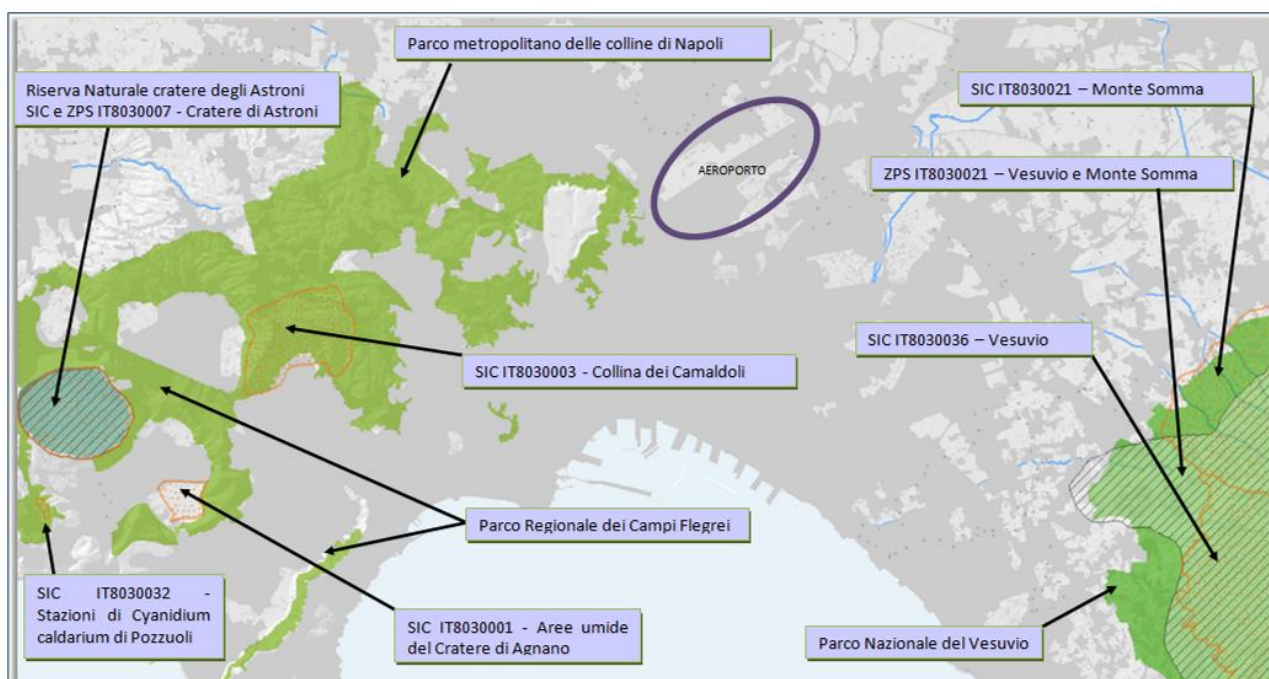 Parco metropolitano delle colline di Napoli
Riserva Naturale cratere degli Astroni
SIC e ZPS IT8030007 - Cratere di Astroni
SIC IT8030021 – Monte Somma
AEROPORTO
ZPS IT8030021 – Vesuvio e Monte Somma
SIC IT8030036 – Vesuvio
SIC IT8030003 - Collina dei Camaldoli
Parco Regionale dei Campi Flegrei
SIC IT8030032 -
Stazioni di Cyanidium
caldarium di Pozzuoli
SIC IT8030001 - Aree umide
del Cratere di Agnano
Parco Nazionale del Vesuvio